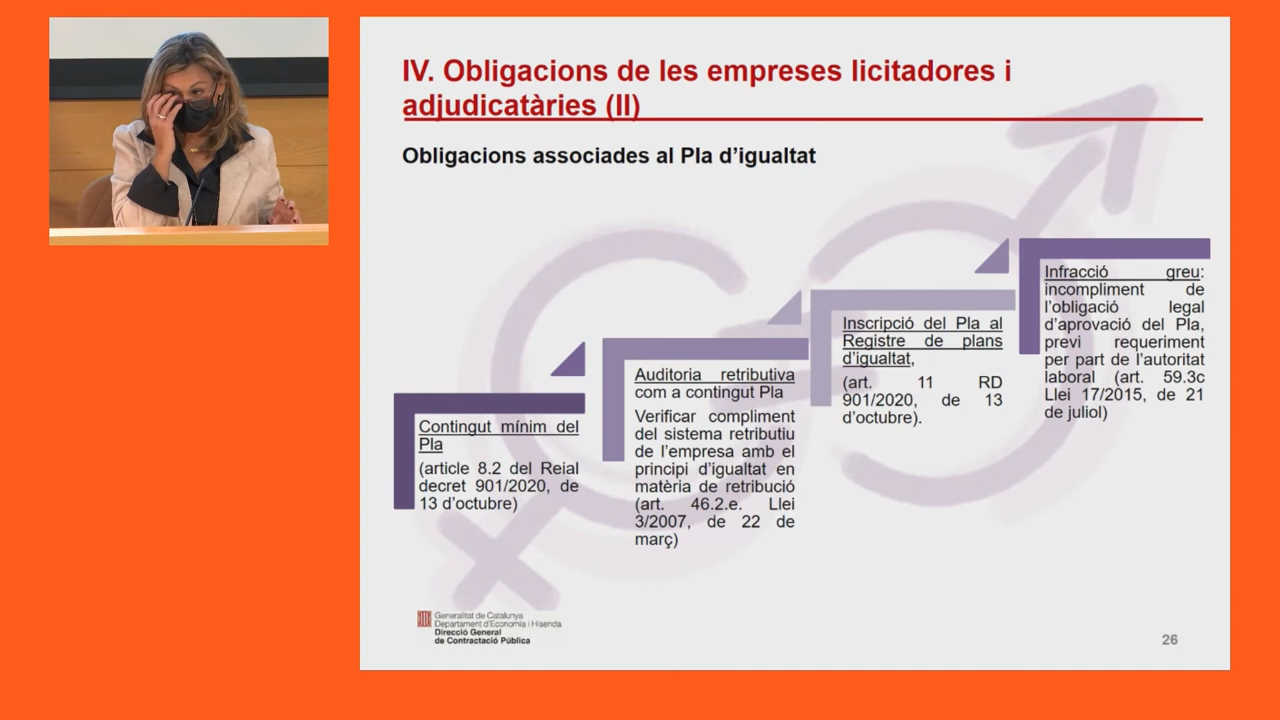 IV. Obligacions de les empreses licitadores i
adjudicatàries (II)
Obligacions associades al Pla d'igualtat
Contingut mínim del
Pla
(article 8.2 del Reial
decret 901/2020, de
13 d'octubre)
Auditoria retributiva
com a contingut Pla
Verificar compliment
del sistema retributiu
de l'empresa amb el
principi d'igualtat en
matèria de retribució
(art. 46.2.e. Llei
3/2007, de 22 de
març)
Inscripció del Pla al
Registre de plans
d'igualtat,
(art. 11 RD
901/2020, de 13
d'octubre).
Infracció greu:
incompliment de
l'obligació legal
d'aprovació del Pla,
previ requeriment
per part de l'autoritat
laboral (art. 59.3c
Llei 17/2015, de 21
de juliol)
Generalitat de Catalunya
Departament d'Economia i Hisenda
Direcció General
de Contractació Pública
26